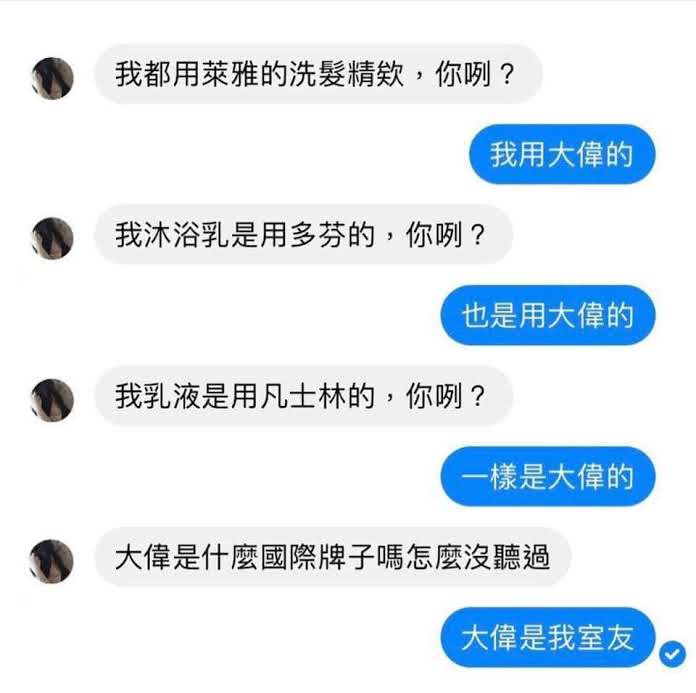 我都用萊雅的洗髮精欸，你咧？
我用大偉的
我沐浴乳是用多芬的，你咧？
也是用大偉的
我乳液是用凡士林的，你咧？
一樣是大偉的
大偉是什麼國際牌子嗎怎麼沒聽過
大偉是我室友